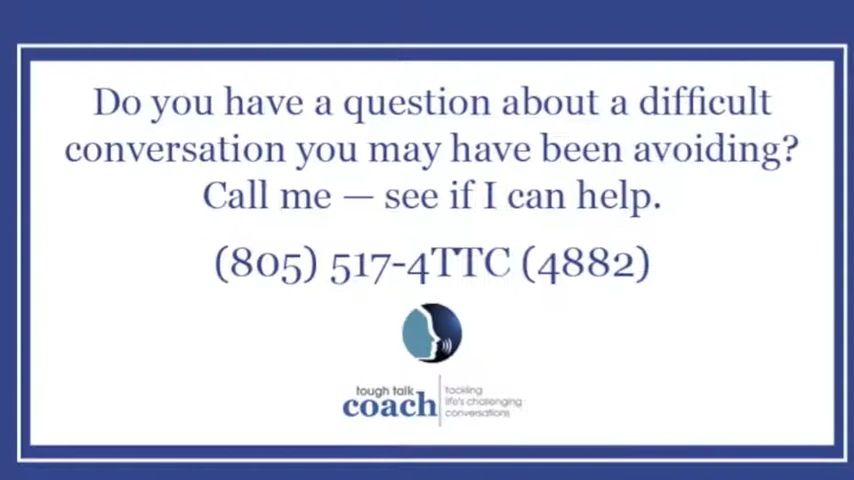 Do you have a question about a difficult
conversation you may have been avoiding?
Call me — see if I can help.
(805) 517-4TTC (4882)
tough talk
coach
tackling
life's challenging
conversations